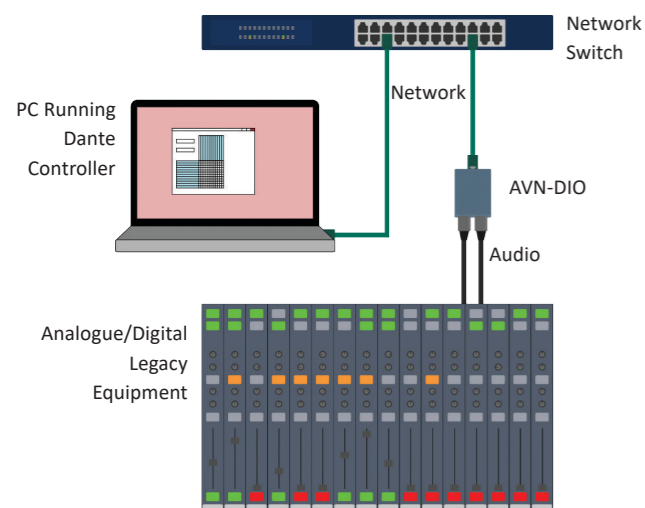 Network
Switch
Network
PC Running
Dante
Controller
AVN-DIO
Audio
Analogue/Digital
Legacy
Equipment